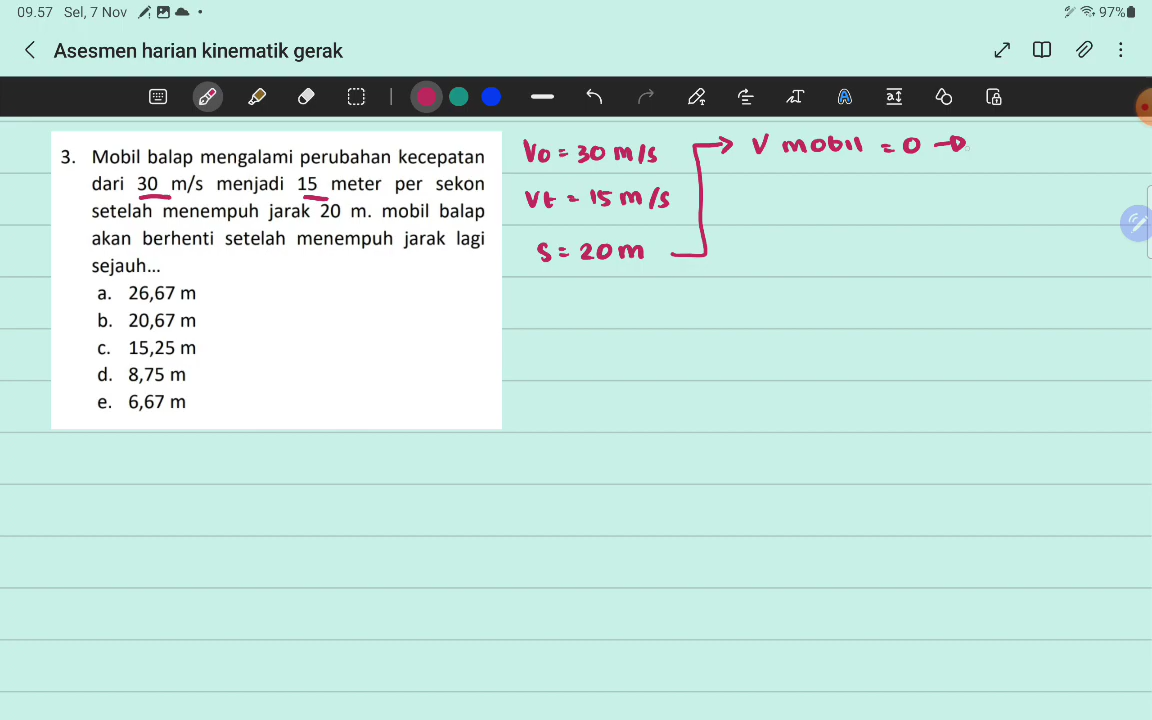 09.57 Sel, 7 Nov
97%
Asesmen harian kinematik gerak
3. Mobil balap mengalami perubahan kecepatan
dari 30 m/s menjadi 15 meter per sekon
setelah menempuh jarak 20 m. mobil balap
akan berhenti setelah menempuh jarak lagi
sejauh...
a. 26,67 m
b. 20,67 m
c. 15,25 m
d. 8,75 m
e. 6,67 m
Vo = 30 m/s
Vt = 15 m/s
S = 20 m
V mobil = 0